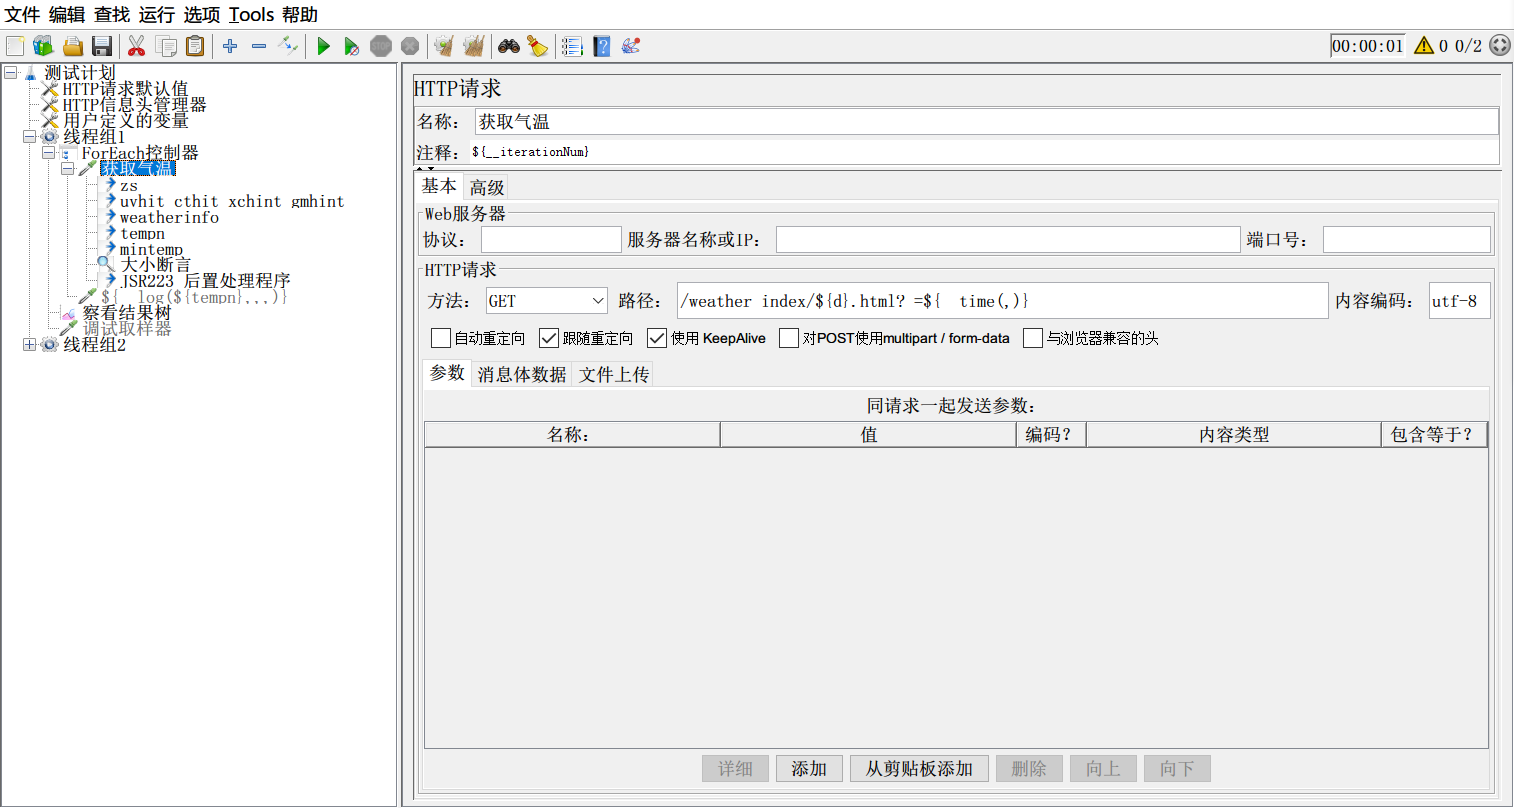 文件 编辑 查找 运行 选项 Tools 帮助
STOP
00:00:01 0 0/2
测试计划
HTTP请求默认值
HTTP信息头管理器
用户定义的变量
线程组1
ForEach控制器
获取气温
zs
uvhit cthit xchint gmhint
weatherinfo
tempn
mintemp
大小断言
JSR223 后置处理程序
${__log(${tempn},,,)}
察看结果树
调试取样器
线程组2
HTTP请求
名称： 获取气温
注释： ${__iterationNum}
基本 高级
Web服务器
协议： 服务器名称或IP： 端口号：
HTTP请求
方法： GET 路径： /weather_index/${d}.html?_=${__time(,)} 内容编码： utf-8
自动重定向 跟随重定向 使用 KeepAlive 对POST使用multipart / form-data 与浏览器兼容的头
参数 消息体数据 文件上传
同请求一起发送参数：
名称： 值 编码？ 内容类型 包含等于？
详细 添加 从剪贴板添加 删除 向上 向下